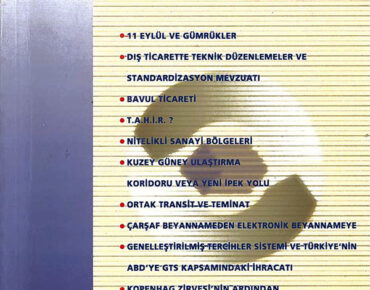 • 11 EYLÜL VE GÜMRÜKLER
• DIŞ TİCARETTE TEKNİK DÜZENLEMELER VE
STANDARDİZASYON MEVZUATI
• BAVUL TİCARETİ
• T.A.H.İ.R. ?
• NİTELİKLİ SANAYİ BÖLGELERİ
• KUZEY GÜNEY ULAŞTIRMA
KORİDORU VEYA YENİ İPEK YOLU
• ORTAK TRANSİT VE TEMİNAT
• ÇARŞAF BEYANNAMEDEN ELEKTRONİK BEYANNAMEYE
• GENELLEŞTİRİLMİŞ TERCİHLER SİSTEMİ VE TÜRKİYE'NİN
ABD'YE GTS KAPSAMINDAKİ İHRACATI
• KOPENHAG ZİRVESİ'NİN ARDINDAN